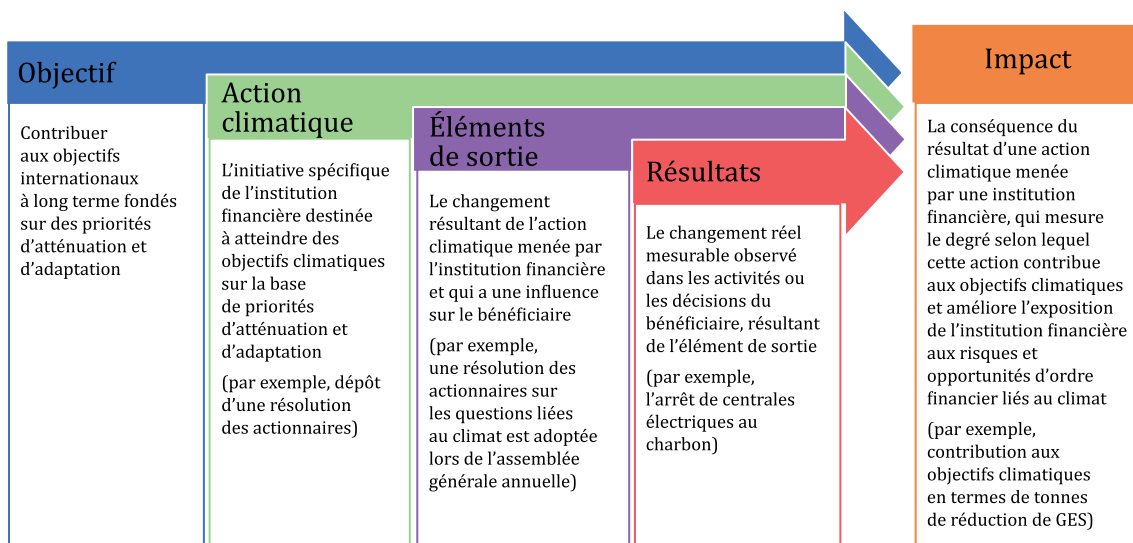 Objectif
Contribuer
aux objectifs
internationaux
à long terme fondés
sur des priorités
d’atténuation et
d’adaptation
Action
climatique
L’initiative spécifique
de l’institution
financière destinée
à atteindre des
objectifs climatiques
sur la base
de priorités
d’atténuation et
d’adaptation
(par exemple, dépôt
d’une résolution
des actionnaires)
Éléments
de sortie
Le changement
résultant de l’action
climatique menée par
l’institution financière
et qui a une influence
sur le bénéficiaire
(par exemple,
une résolution des
actionnaires sur
les questions liées
au climat est adoptée
lors de l’assemblée
générale annuelle)
Résultats
Le changement réel
mesurable observé
dans les activités ou
les décisions du
bénéficiaire, résultant
de l’élément de sortie
(par exemple,
l’arrêt de centrales
électriques au
charbon)
Impact
La conséquence du
résultat d’une action
climatique menée
par une institution
financière, qui mesure
le degré selon lequel
cette action contribue
aux objectifs climatiques
et améliore l’exposition
de l’institution financière
aux risques et
opportunités d’ordre
financier liés au climat
(par exemple,
contribution aux
objectifs climatiques
en termes de tonnes
de réduction de GES)